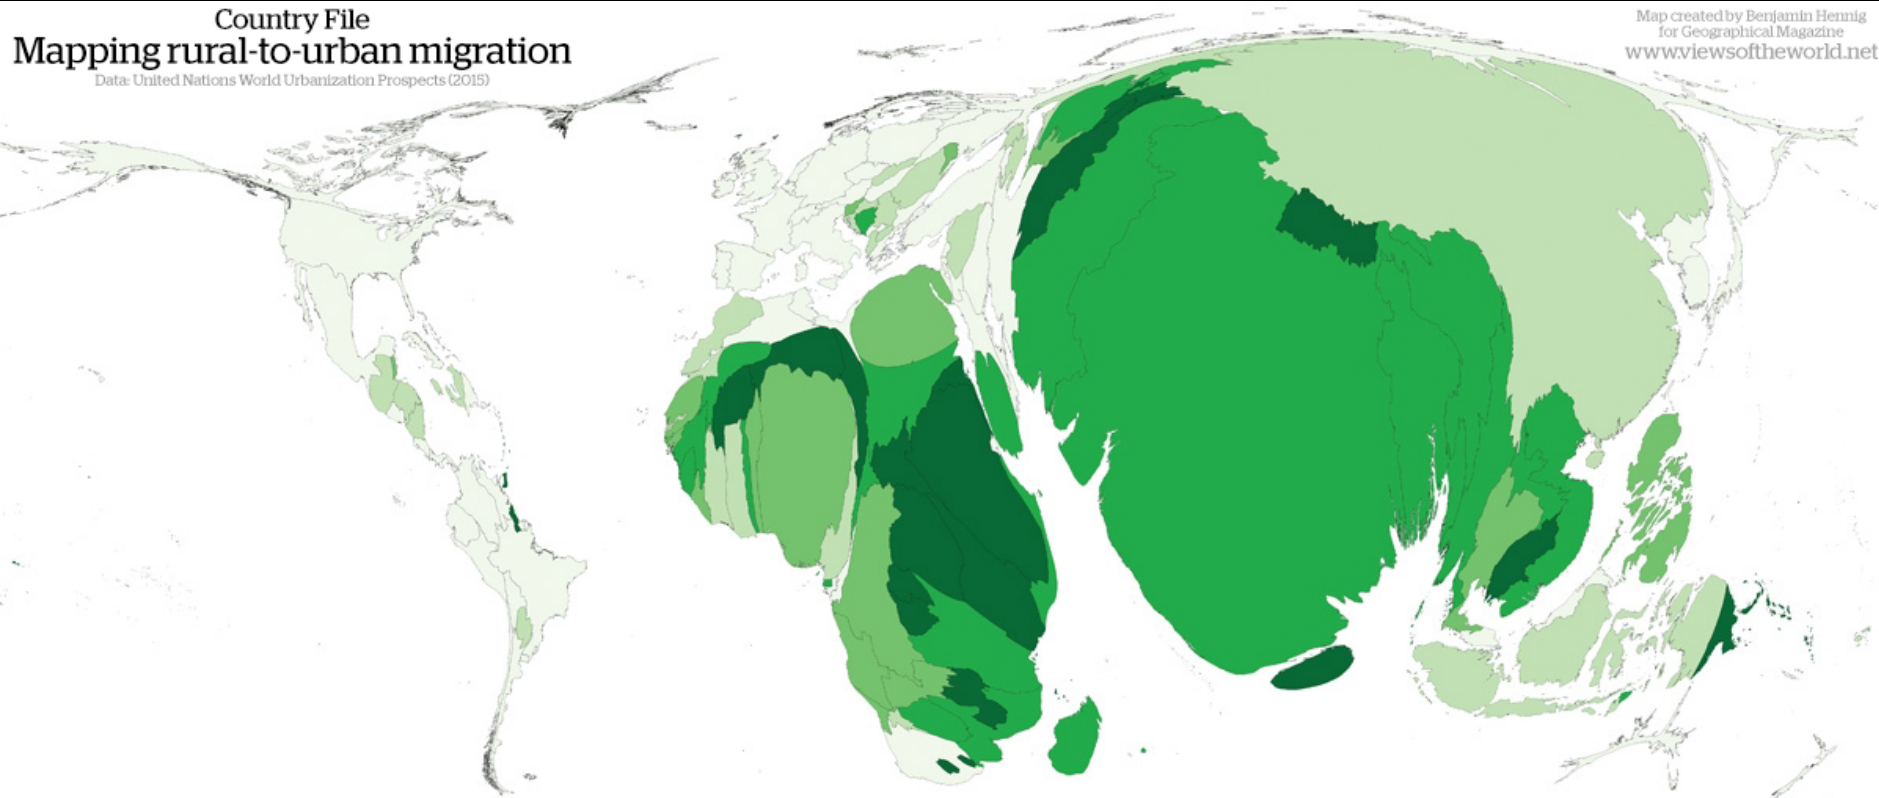 Country File
Mapping rural-to-urban migration
Data: United Nations World Urbanization Prospects (2015)
Map created by Benjamin Hennig
for Geographical Magazine
www.viewsoftheworld.net